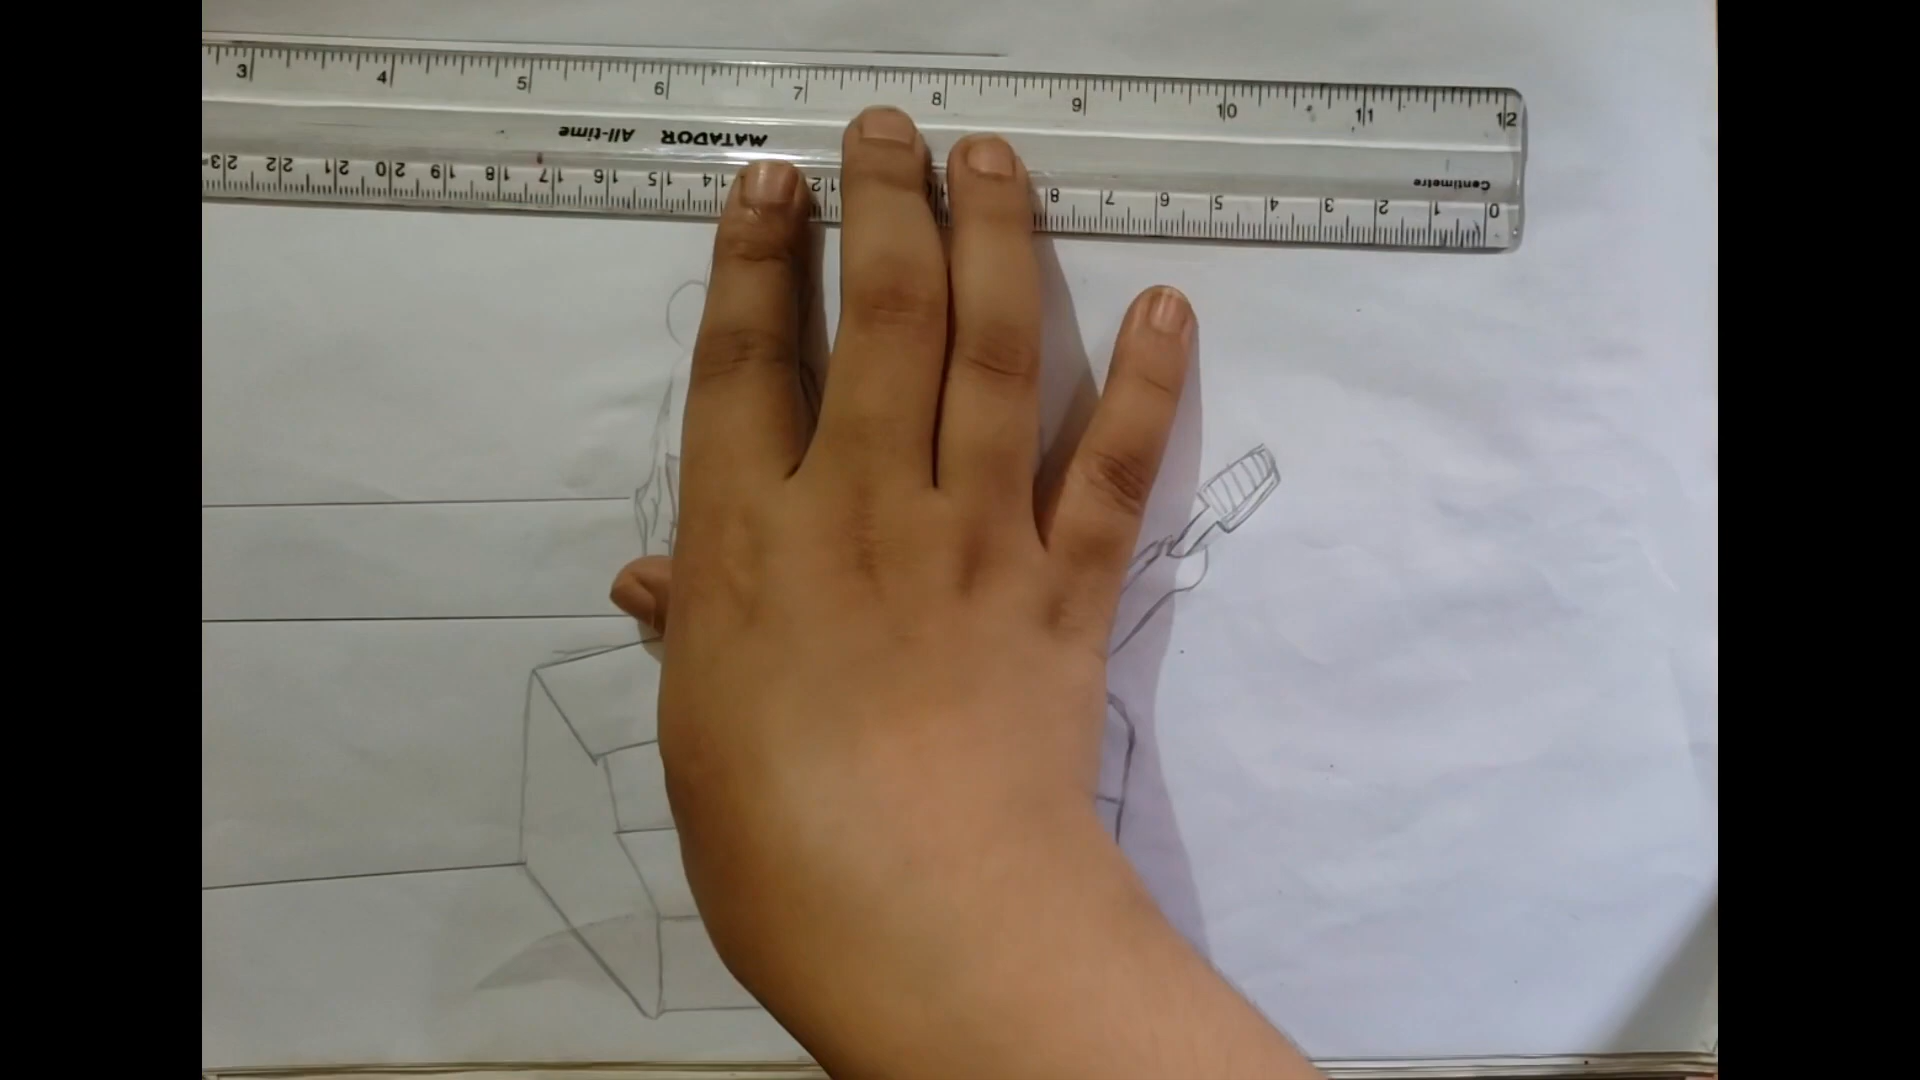 3 4 5 6 7 8 9 10 11 12
MATADOR All-time
Centimetre
0 1 2 3 4 5 6 7 8 12 14 15 16 17 18 19 20 21 22 23